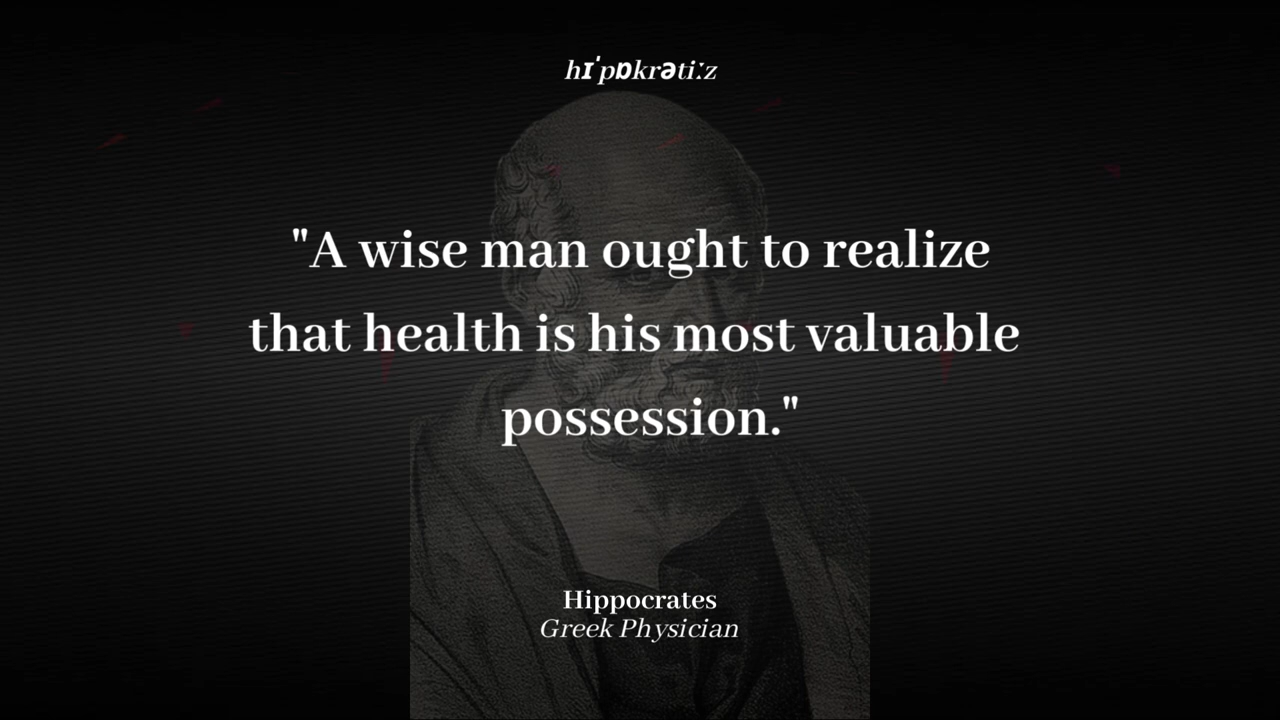 hɪˈpɒkrətiːz
"A wise man ought to realize
that health is his most valuable
possession."
Hippocrates
Greek Physician